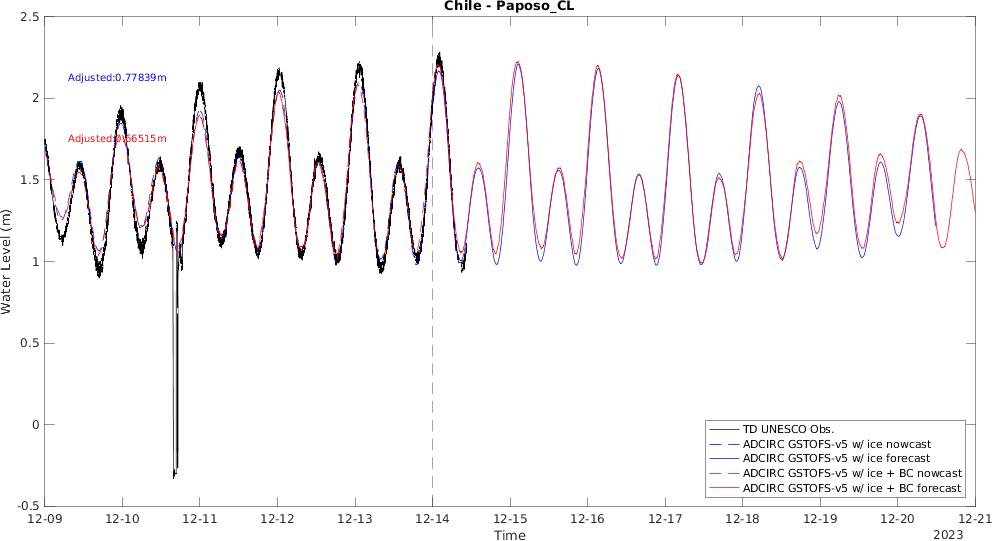 Chile - Paposo_CL
Water Level (m)
2.5
2
1.5
1
0.5
0
-0.5
Adjusted:0.77839m
Adjusted:0.66515m
TD UNESCO Obs.
ADCIRC GSTOFS-v5 w/ ice nowcast
ADCIRC GSTOFS-v5 w/ ice forecast
ADCIRC GSTOFS-v5 w/ ice + BC nowcast
ADCIRC GSTOFS-v5 w/ ice + BC forecast
12-09 12-10 12-11 12-12 12-13 12-14 12-15 12-16 12-17 12-18 12-19 12-20 12-21
Time
2023